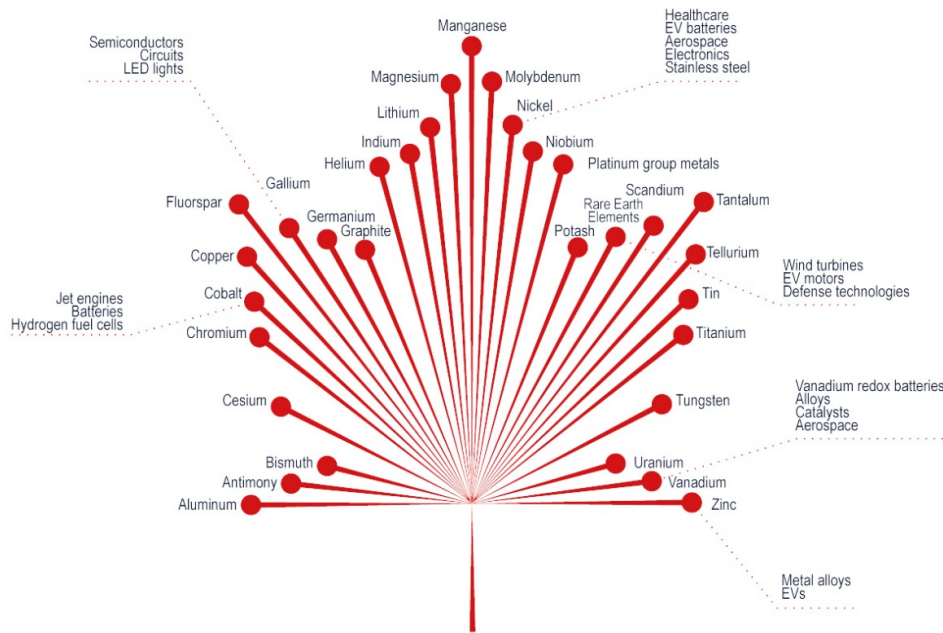 Manganese
Healthcare
EV batteries
Aerospace
Electronics
Stainless steel
Semiconductors
Circuits
LED lights
Magnesium
Molybdenum
Lithium
Nickel
Indium
Niobium
Helium
Platinum group metals
Gallium
Scandium
Fluorspar
Tantalum
Rare Earth
Elements
Germanium
Graphite
Potash
Copper
Tellurium
Wind turbines
EV motors
Defense technologies
Jet engines
Batteries
Hydrogen fuel cells
Cobalt
Tin
Chromium
Titanium
Vanadium redox batteries
Alloys
Catalysts
Aerospace
Cesium
Tungsten
Bismuth
Uranium
Antimony
Vanadium
Aluminum
Zinc
Metal alloys
EVs